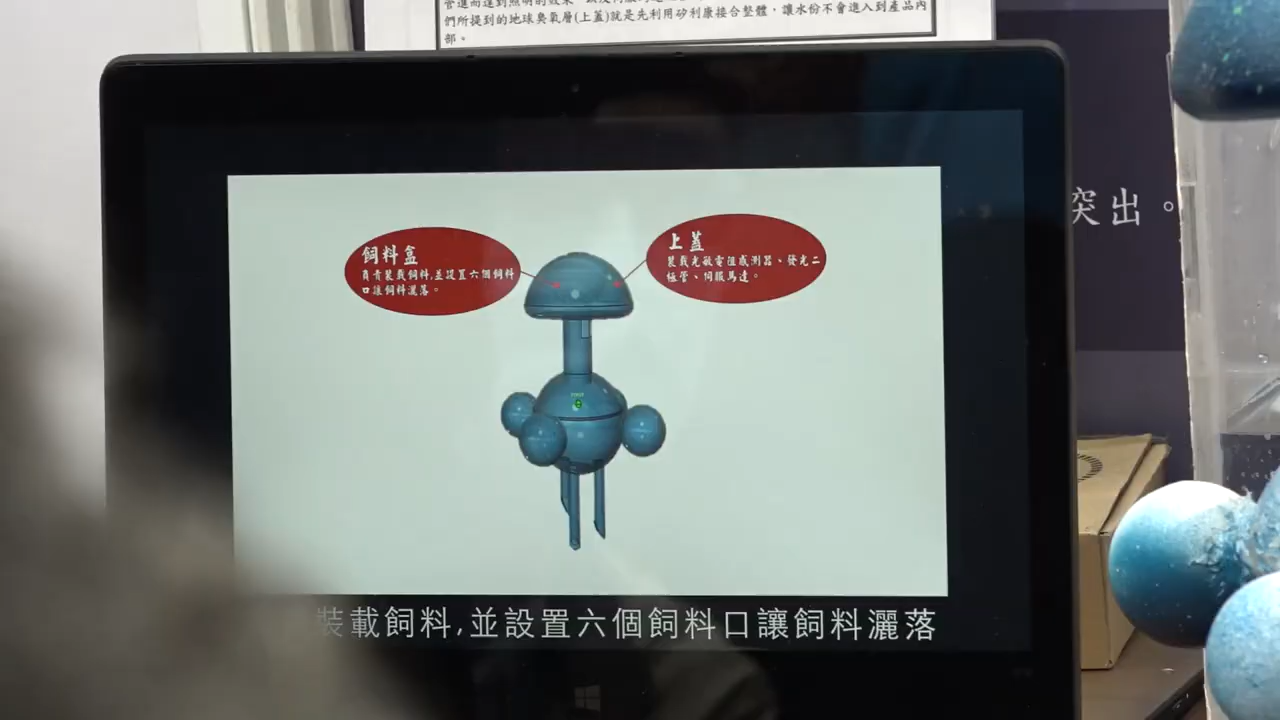 們所提到的地球臭氧層(上蓋)就是先利用矽利康接合整體，讓水份不會進入到產品內
部。
突出。
飼料盒
負責裝載飼料,並設置六個飼料
口讓飼料灑落。
上蓋
裝載光敏電阻感測器、發光二
極管、伺服馬達。
裝載飼料,並設置六個飼料口讓飼料灑落